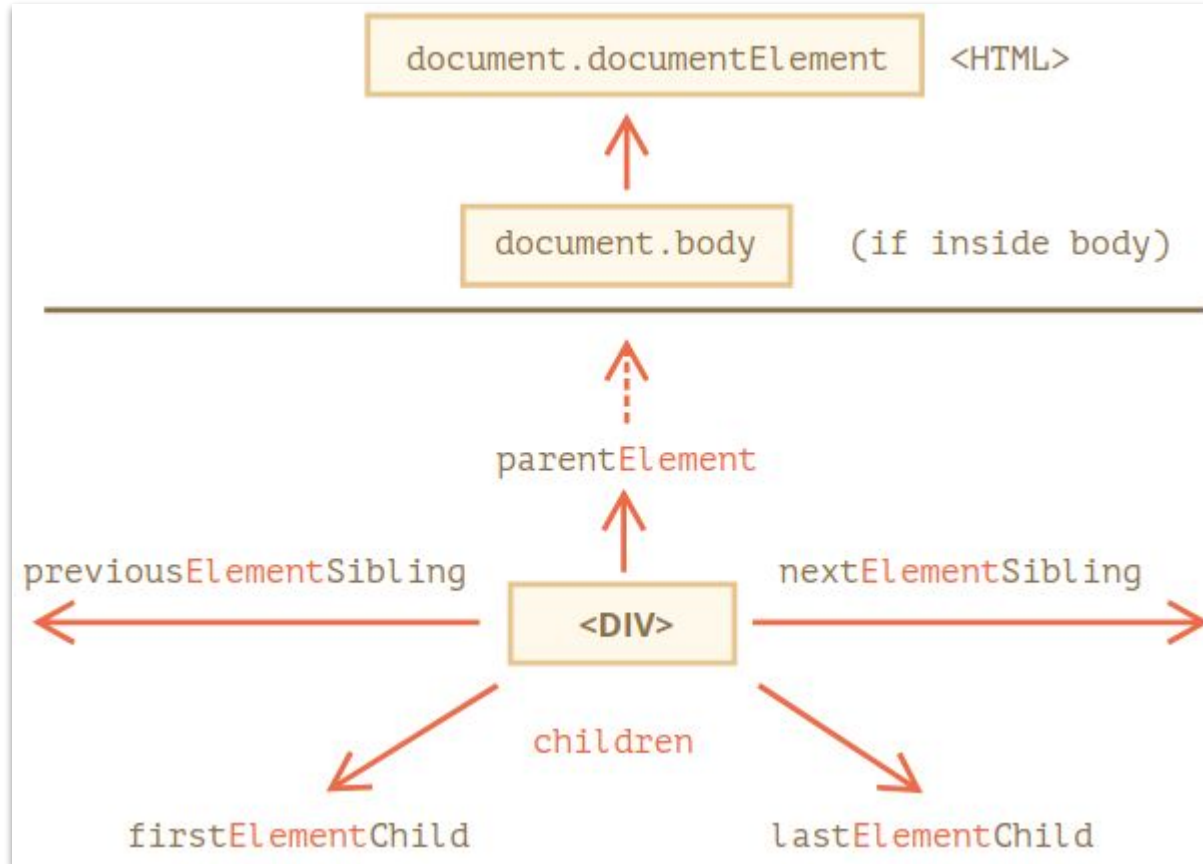 document.documentElement <HTML>
document.body (if inside body)
parentElement
previousElementSibling nextElementSibling
<DIV>
children
firstElementChild lastElementChild